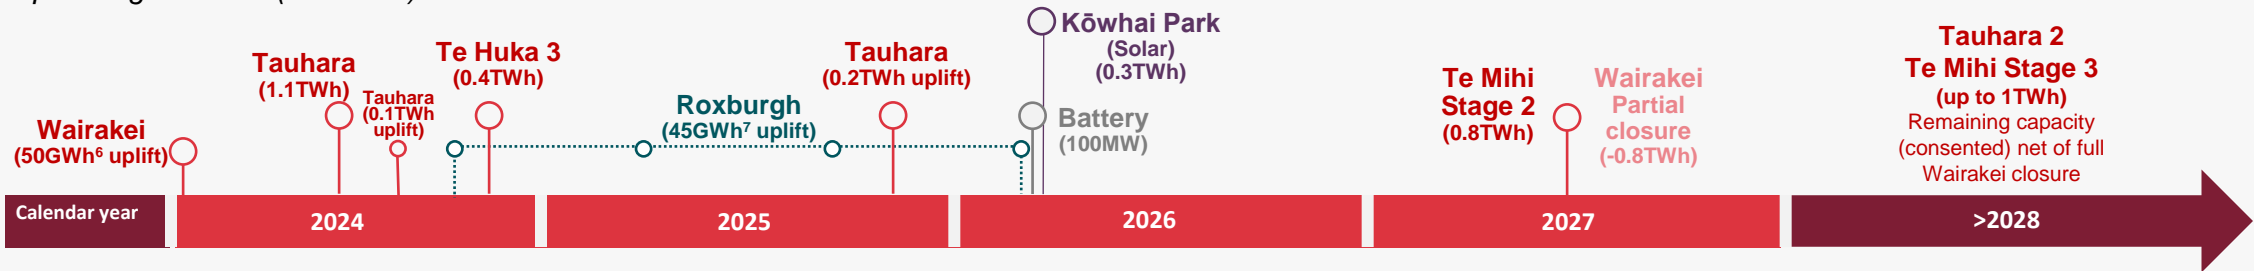 Wairakei
(50GWh⁶ uplift)
Tauhara
(1.1TWh)
Tauhara
(0.1TWh
uplift)
Te Huka 3
(0.4TWh)
Roxburgh
(45GWh⁷ uplift)
Tauhara
(0.2TWh uplift)
Kōwhai Park
(Solar)
(0.3TWh)
Battery
(100MW)
Te Mihi
Stage 2
(0.8TWh)
Wairakei
Partial
closure
(-0.8TWh)
Tauhara 2
Te Mihi Stage 3
(up to 1TWh)
Remaining capacity
(consented) net of full
Wairakei closure
Calendar year
2024
2025
2026
2027
>2028